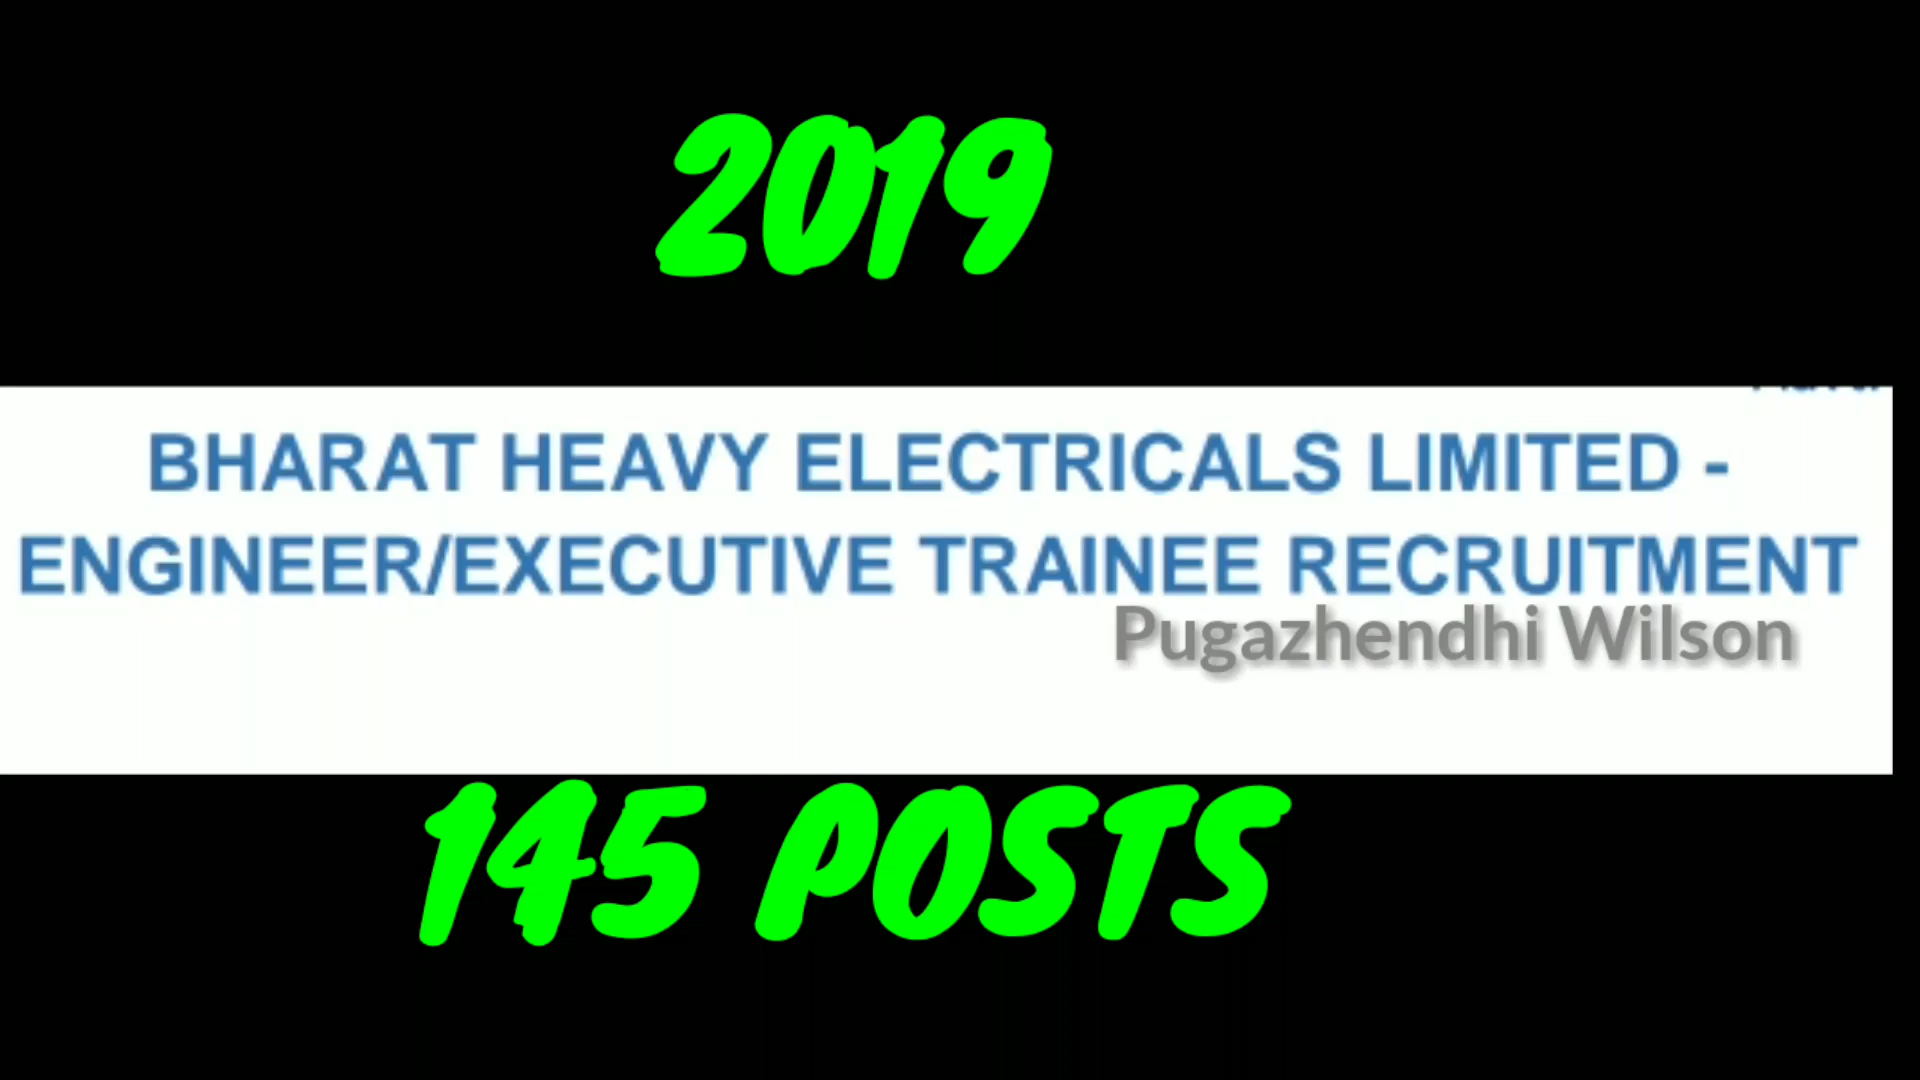 2019
BHARAT HEAVY ELECTRICALS LIMITED -
ENGINEER/EXECUTIVE TRAINEE RECRUITMENT
Pugazhendhi Wilson
145 POSTS